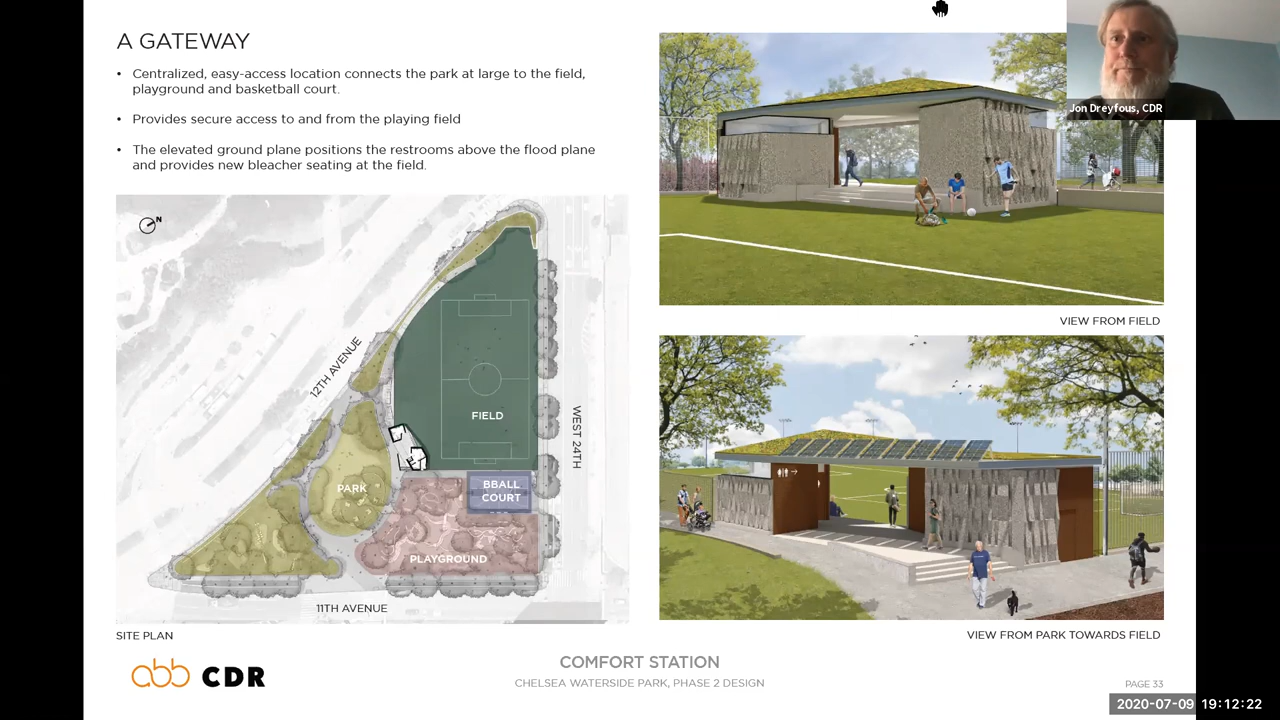 A GATEWAY
• Centralized, easy-access location connects the park at large to the field,
playground and basketball court.
• Provides secure access to and from the playing field
• The elevated ground plane positions the restrooms above the flood plane
and provides new bleacher seating at the field.
Jon Dreyfous, CDR
N
12TH AVENUE
FIELD
WEST 24TH
PARK
BBALL
COURT
PLAYGROUND
11TH AVENUE
SITE PLAN
VIEW FROM FIELD
VIEW FROM PARK TOWARDS FIELD
abb CDR
COMFORT STATION
CHELSEA WATERSIDE PARK, PHASE 2 DESIGN
PAGE 33
2020-07-09 19:12:22